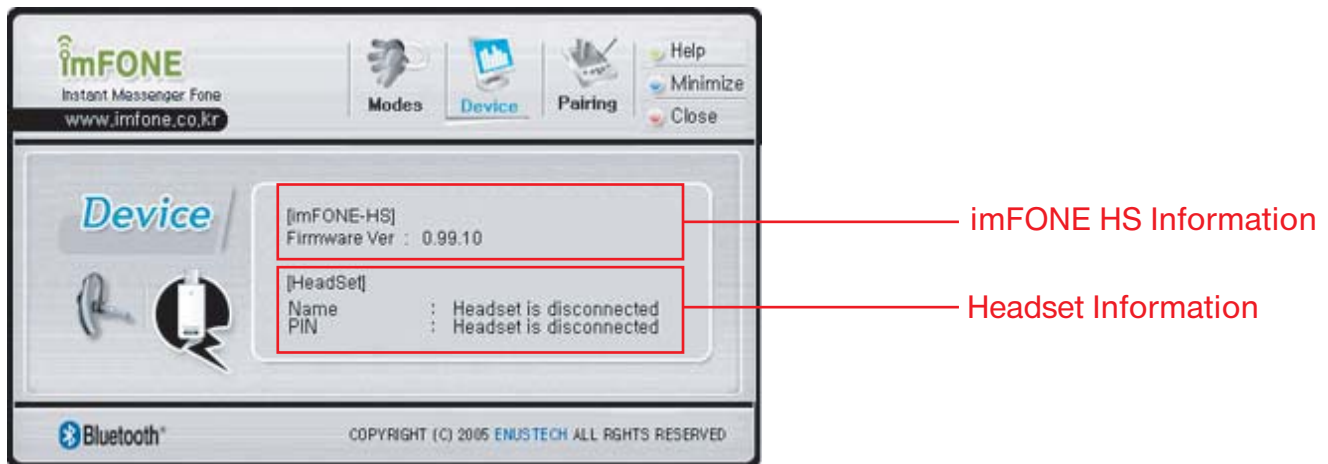 imFONE
Instant Messenger Fone
www.imfone.co.kr
Modes
Device
Pairing
Help
Minimize
Close
Device
[imFONE-HS]
Firmware Ver : 0.99.10
imFONE HS Information
[HeadSet]
Name : Headset is disconnected
PIN : Headset is disconnected
Headset Information
Bluetooth
COPYRIGHT (C) 2005 ENUSTECH ALL RGHTS RESERVED